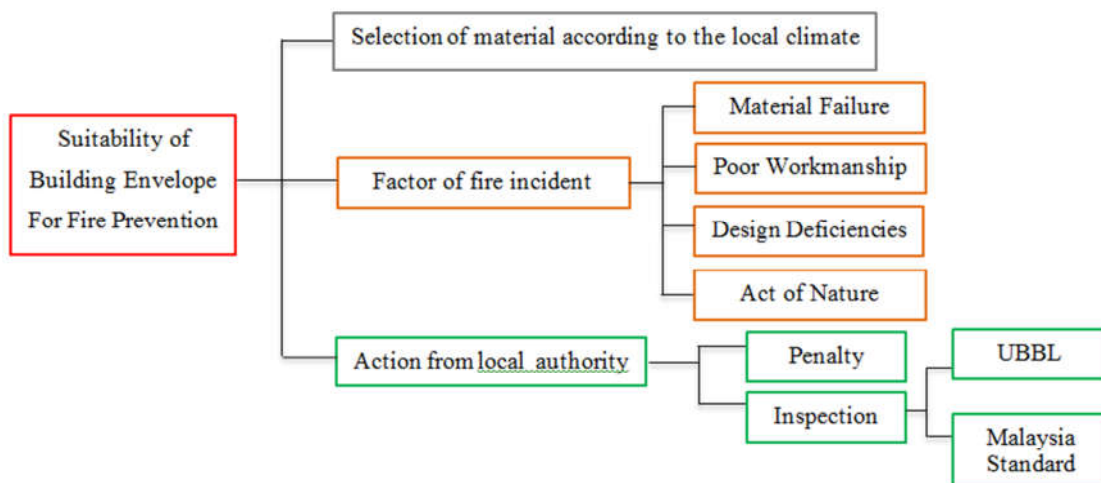 Suitability of
Building Envelope
For Fire Prevention
Selection of material according to the local climate
Factor of fire incident
Material Failure
Poor Workmanship
Design Deficiencies
Act of Nature
Action from local authority
Penalty
Inspection
UBBL
Malaysia
Standard